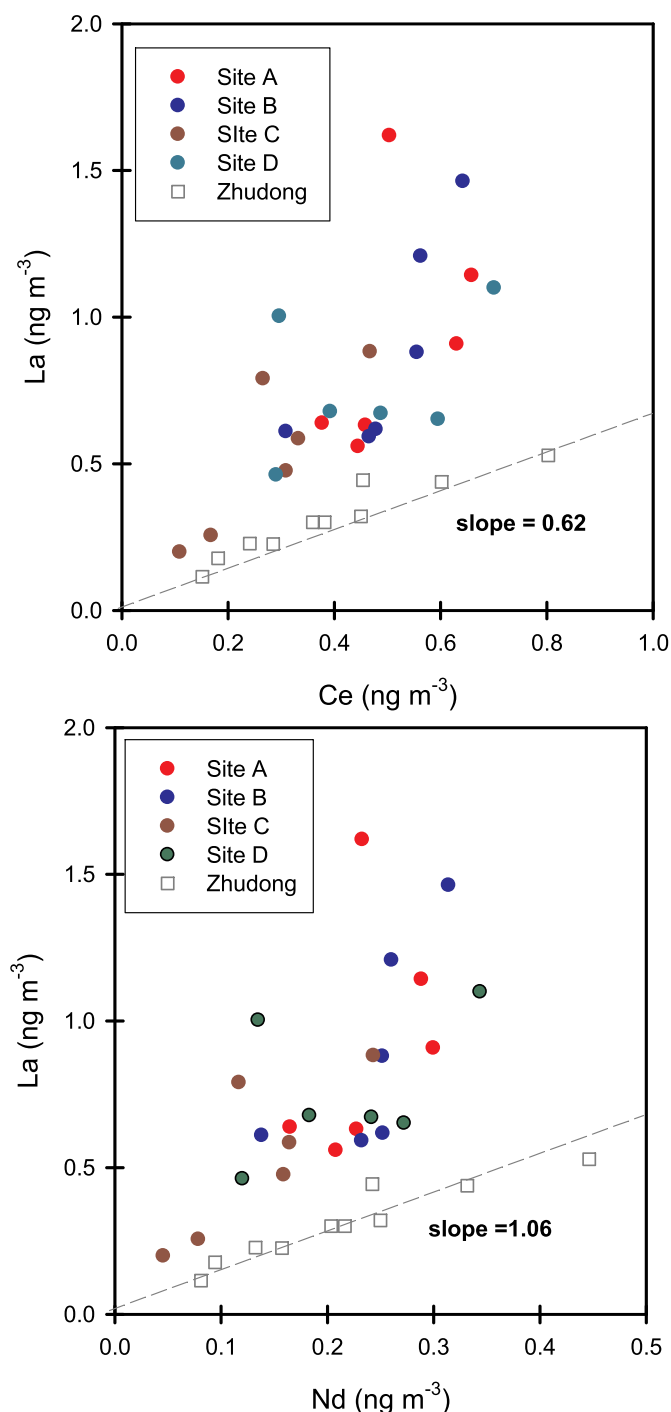 2.0
Site A
Site B
SIte C
Site D
Zhudong
1.5
1.0
0.5
0.0
La (ng m⁻³)
slope = 0.62
0.0 0.2 0.4 0.6 0.8 1.0
Ce (ng m⁻³)
2.0
Site A
Site B
SIte C
Site D
Zhudong
1.5
1.0
0.5
0.0
La (ng m⁻³)
slope =1.06
0.0 0.1 0.2 0.3 0.4 0.5
Nd (ng m⁻³)